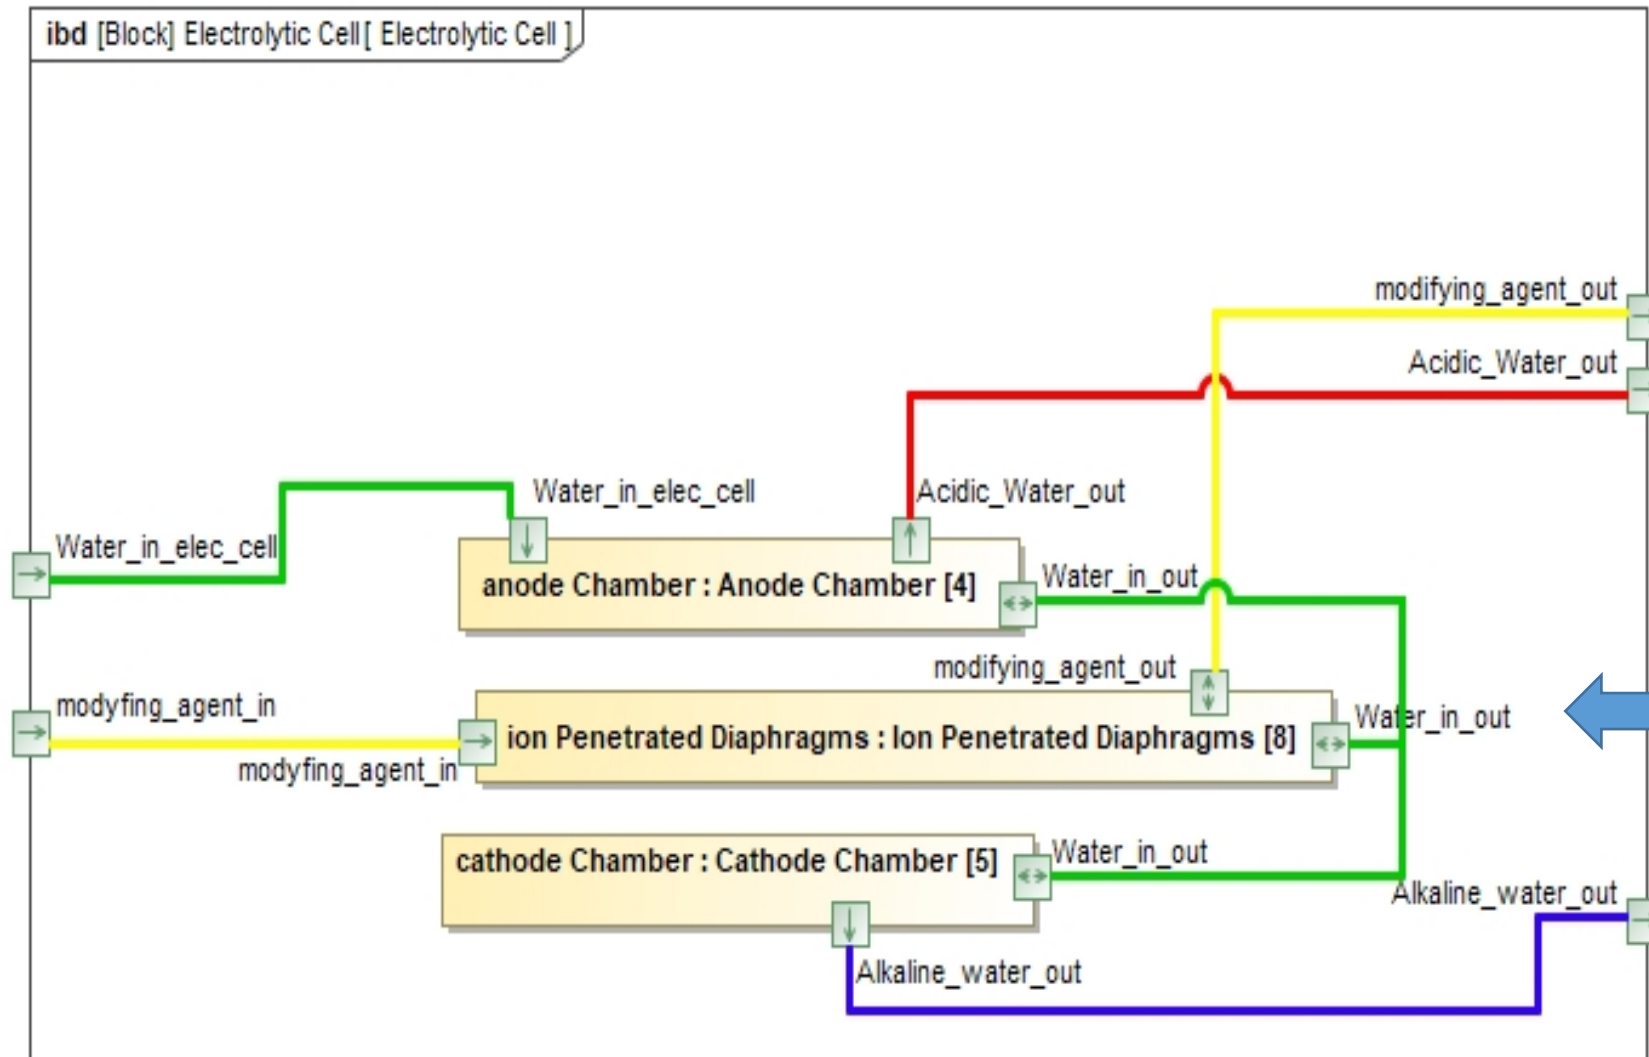 ibd [Block] Electrolytic Cell[ Electrolytic Cell ]
modifying_agent_out
Acidic_Water_out
Water_in_elec_cell
Acidic_Water_out
Water_in_elec_cell
anode Chamber : Anode Chamber [4]
Water_in_out
modifying_agent_out
modyfing_agent_in
Water_in_out
ion Penetrated Diaphragms : Ion Penetrated Diaphragms [8]
modyfing_agent_in
cathode Chamber : Cathode Chamber [5]
Water_in_out
Alkaline_water_out
Alkaline_water_out